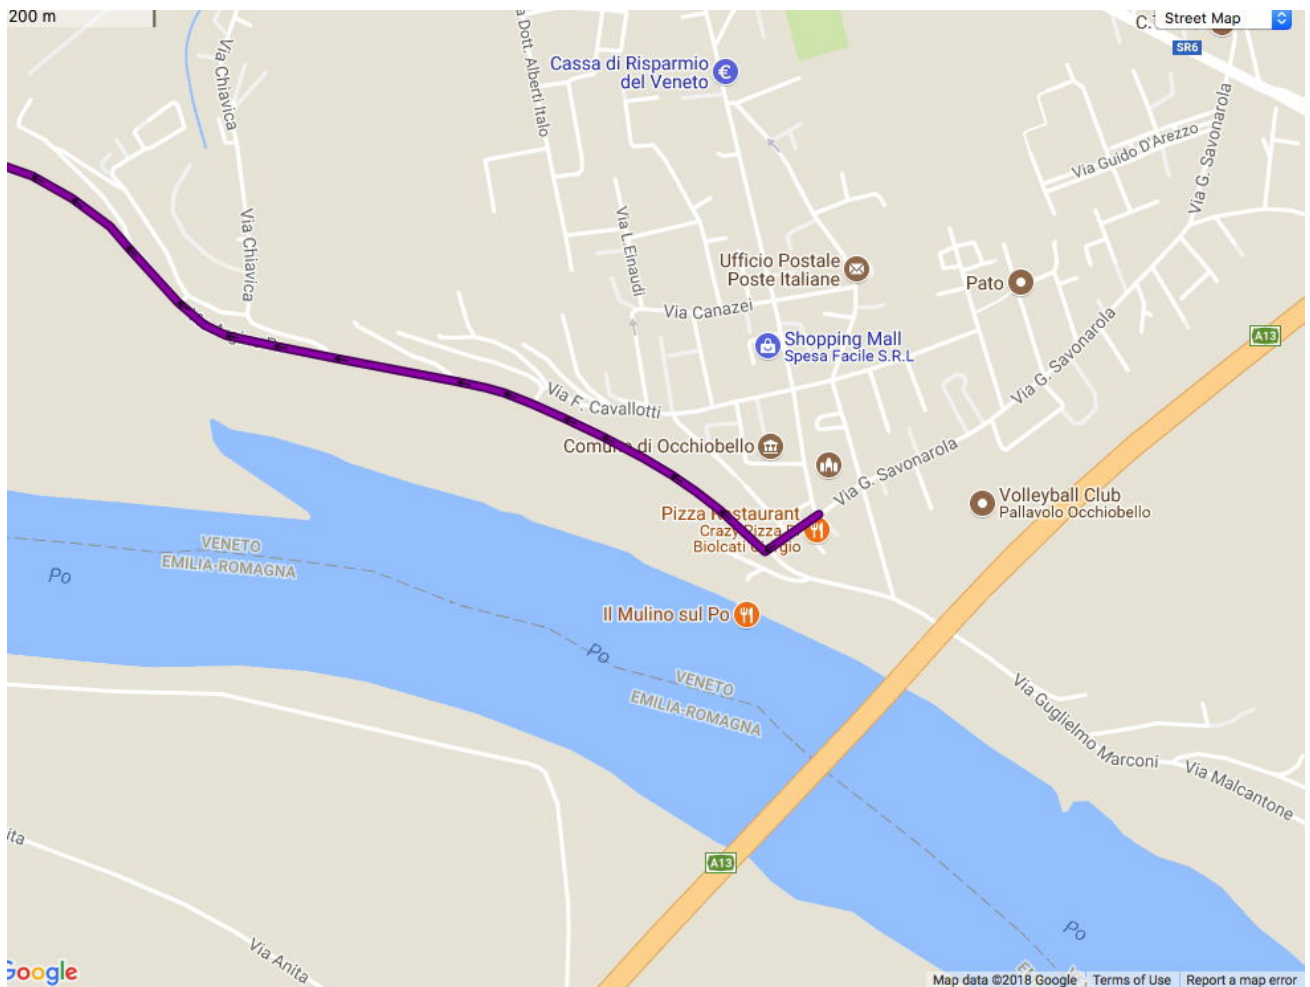 200 m
Street Map
C.
SR6
Via Chiavica
a Dott. Alberti Italo
Cassa di Risparmio
del Veneto
Via Guido D'Arezzo
Via G. Savonarola
Via Chiavica
Via L.Einaudi
Ufficio Postale
Poste Italiane
Pato
Via Canazei
Shopping Mall
Spesa Facile S.R.L
A13
Via G. Savonarola
Via F. Cavallotti
Comune di Occhiobello
Via G. Savonarola
Volleyball Club
Pallavolo Occhiobello
Pizza Restaurant
Crazy Pizza
Biolcati
VENETO
EMILIA-ROMAGNA
Po
Il Mulino sul Po
Po
VENETO
EMILIA-ROMAGNA
Via Guglielmo Marconi
Via Malcantone
ita
A13
Po
Via Anita
Google
Map data ©2018 Google
Terms of Use
Report a map error